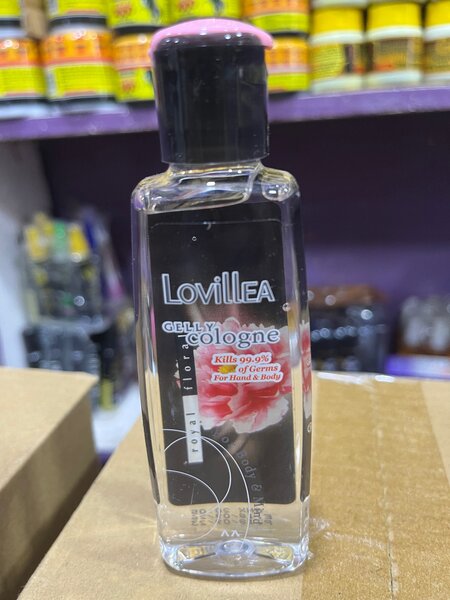 LovillEA
GELLY
cologne
Kills 99.9%
of Germs
For Hand & Body
royal floral